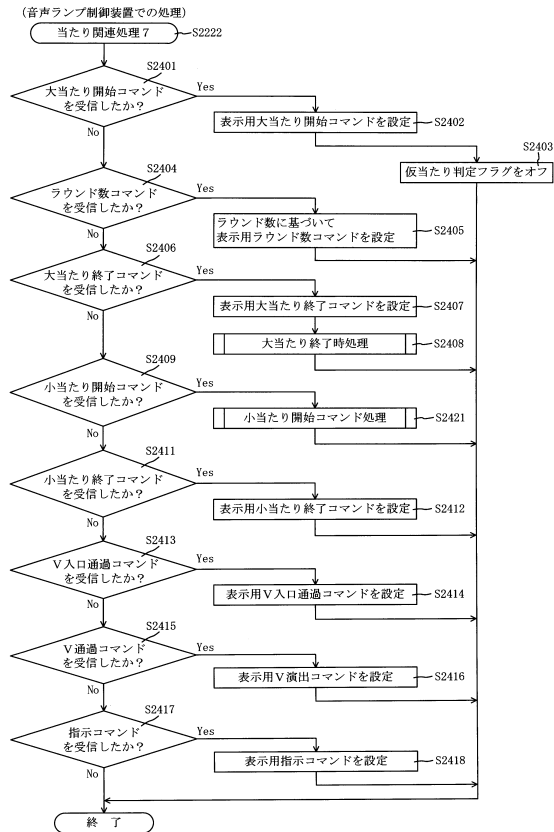 (音声ランプ制御装置での処理)
当たり関連処理7
S2222
S2401
大当たり開始コマンド
を受信したか?
Yes
No
表示用大当たり開始コマンドを設定
S2402
S2403
仮当たり判定フラグをオフ
S2404
ラウンド数コマンド
を受信したか?
Yes
No
ラウンド数に基づいて
表示用ラウンド数コマンドを設定
S2405
S2406
大当たり終了コマンド
を受信したか?
Yes
No
表示用大当たり終了コマンドを設定
S2407
大当たり終了時処理
S2408
S2409
小当たり開始コマンド
を受信したか?
Yes
No
小当たり開始コマンド処理
S2421
S2411
小当たり終了コマンド
を受信したか?
Yes
No
表示用小当たり終了コマンドを設定
S2412
S2413
V入口通過コマンド
を受信したか?
Yes
No
表示用V入口通過コマンドを設定
S2414
S2415
V通過コマンド
を受信したか?
Yes
No
表示用V演出コマンドを設定
S2416
S2417
指示コマンド
を受信したか?
Yes
No
表示用指示コマンドを設定
S2418
終 了